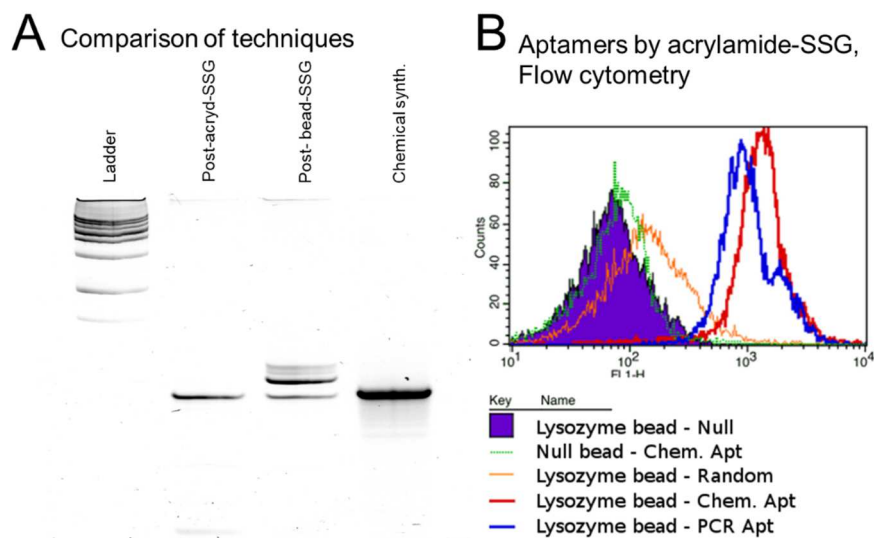 A Comparison of techniques
Ladder
Post-acryd-SSG
Post- bead-SSG
Chemical synth.
B Aptamers by acrylamide-SSG,
Flow cytometry
Counts
100
80
60
40
20
0
10¹ 10² 10³ 10⁴
FL1-H
Key Name
Lysozyme bead - Null
Null bead - Chem. Apt
Lysozyme bead - Random
Lysozyme bead - Chem. Apt
Lysozyme bead - PCR Apt